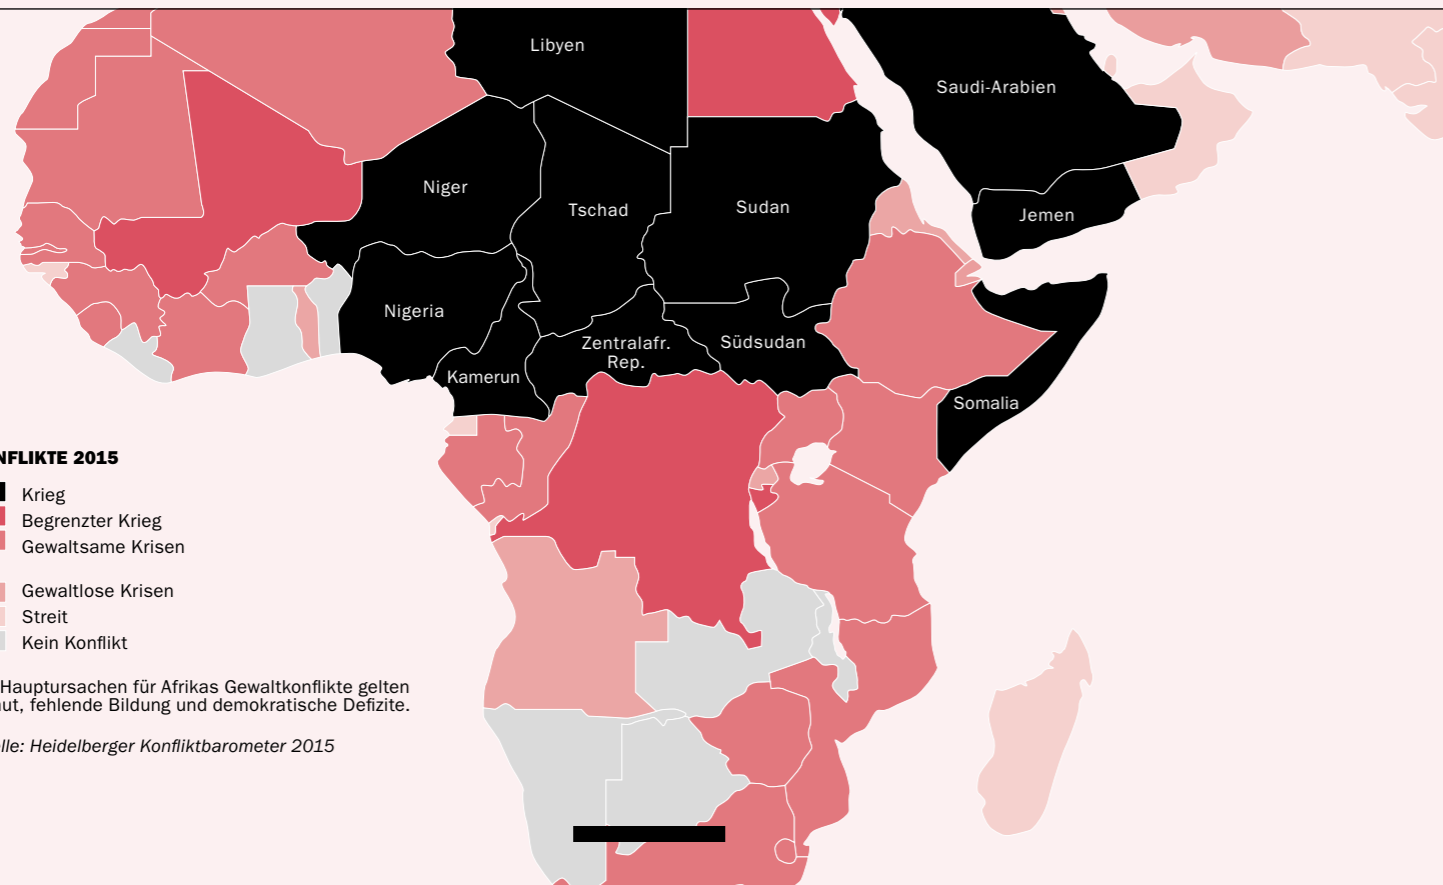 Libyen
Saudi-Arabien
Niger
Tschad
Sudan
Jemen
Nigeria
Zentralafr.
Rep.
Südsudan
Kamerun
Somalia
NFLIKTE 2015
Krieg
Begrenzter Krieg
Gewaltsame Krisen
Gewaltlose Krisen
Streit
Kein Konflikt
Hauptursachen für Afrikas Gewaltkonflikte gelten
ut, fehlende Bildung und demokratische Defizite.
lle: Heidelberger Konfliktbarometer 2015